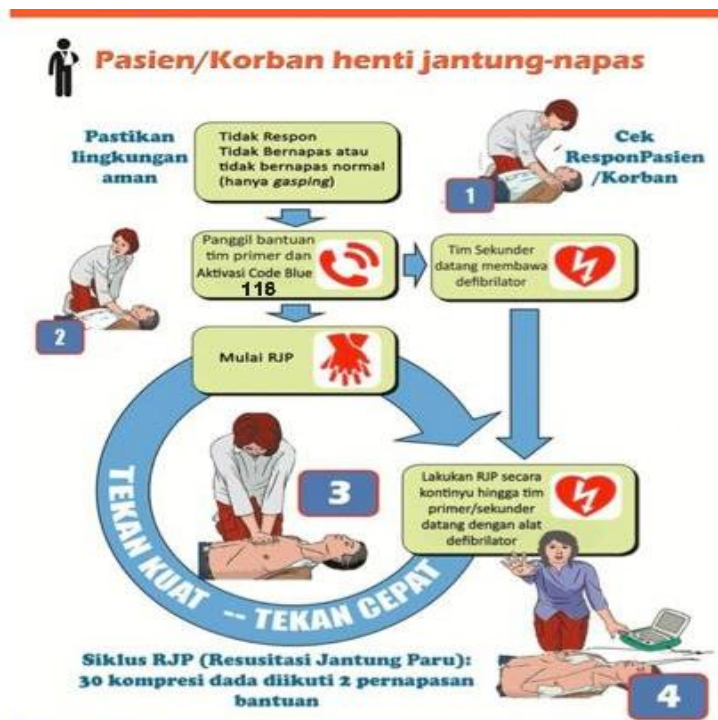 Pasien/Korban henti jantung-napas
Pastikan
lingkungan
aman
Tidak Respon
Tidak Bernapas atau
tidak bernapas normal
(hanya gasping)
Cek
ResponPasien
/Korban
1
Panggil bantuan
tim primer dan
Aktivasi Code Blue
118
Tim Sekunder
datang membawa
defibrilator
2
Mulai RJP
3
Lakukan RJP secara
kontinyu hingga tim
primer/sekunder
datang dengan alat
defibrilator
TEKAN KUAT -- TEKAN CEPAT
Siklus RJP (Resusitasi Jantung Paru):
30 kompresi dada diikuti 2 pernapasan
bantuan
4